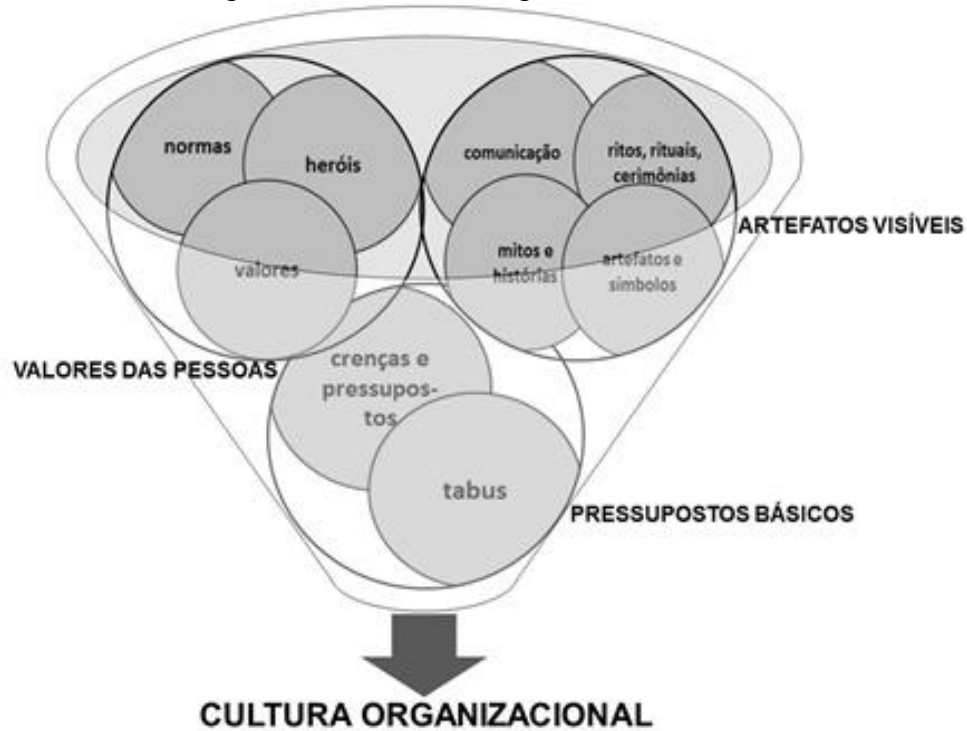 normas
heróis
valores
VALORES DAS PESSOAS
comunicação
ritos, rituais,
cerimônias
mitos e
histórias
artefatos e
símbolos
ARTEFATOS VISÍVEIS
crenças e
pressupos-
tos
tabus
PRESSUPOSTOS BÁSICOS
CULTURA ORGANIZACIONAL